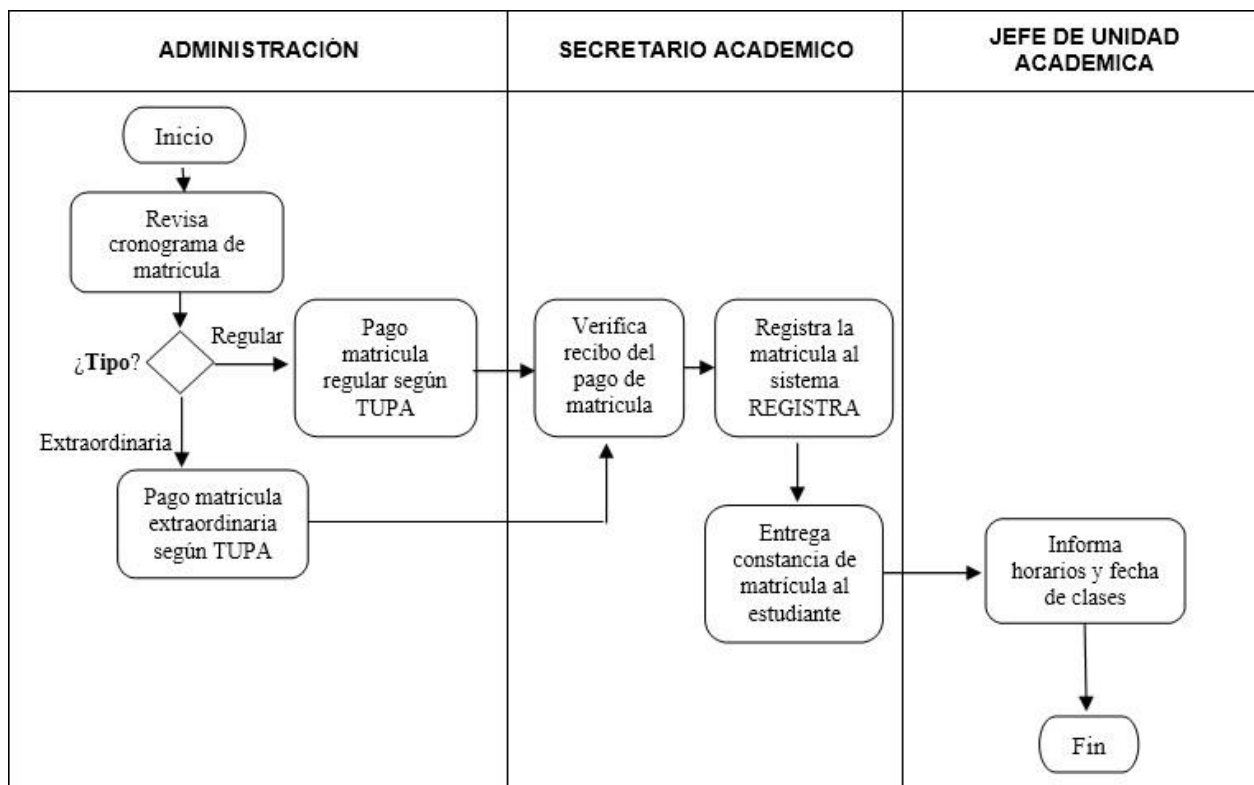 ADMINISTRACIÓN
SECRETARIO ACADEMICO
JEFE DE UNIDAD
ACADEMICA
Inicio
Revisa
cronograma de
matricula
¿Tipo?
Regular
Extraordinaria
Pago
matricula
regular según
TUPA
Pago matricula
extraordinaria
según TUPA
Verifica
recibo del
pago de
matricula
Registra la
matricula al
sistema
REGISTRA
Entrega
constancia de
matrícula al
estudiante
Informa
horarios y fecha
de clases
Fin